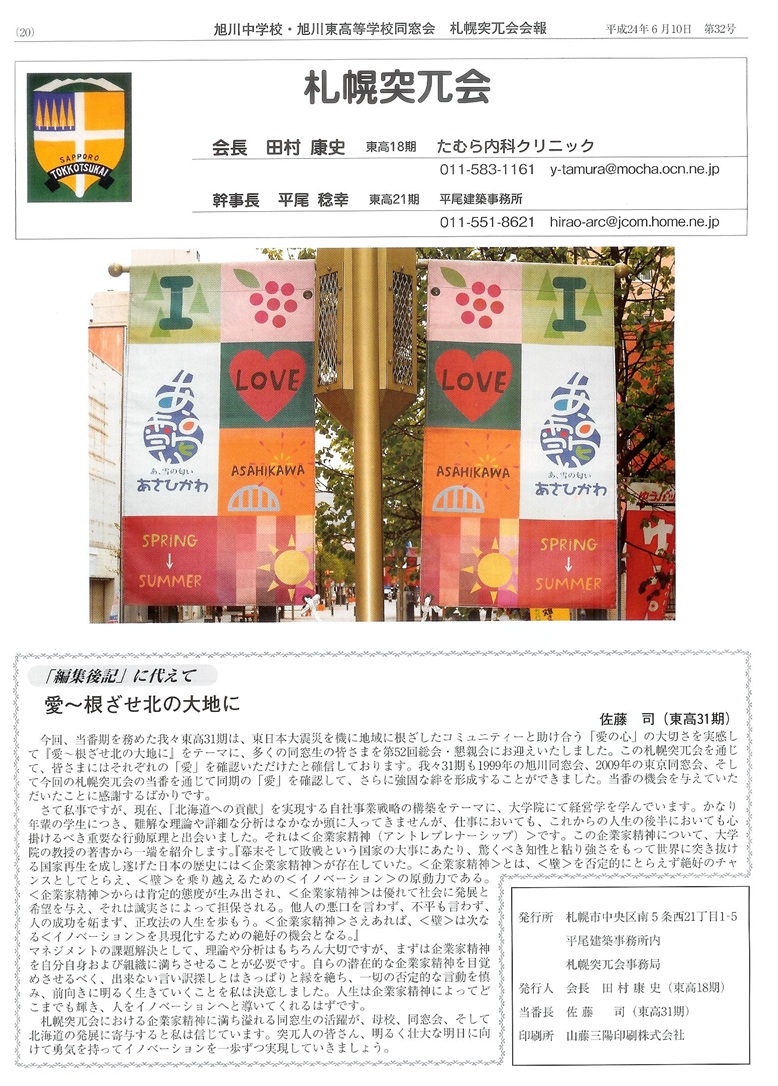 (20)
旭川中学校・旭川東高等学校同窓会　札幌突兀会会報
平成24年6月10日　第32号
SAPPORO
TOKKOTSUKAI
札幌突兀会
会長　田村 康史　東高18期　たむら内科クリニック
011-583-1161　y-tamura@mocha.ocn.ne.jp
幹事長　平尾 稔幸　東高21期　平尾建築事務所
011-551-8621　hirao-arc@jcom.home.ne.jp
I
LOVE
あ、雪の匂い
あさひかわ
ASAHIKAWA
SPRING
↓
SUMMER
I
LOVE
ASAHIKAWA
あ、雪の匂い
あさひかわ
SPRING
↓
SUMMER
ゆうパック
「編集後記」に代えて
愛～根ざせ北の大地に
佐藤　司（東高31期）
今回、当番期を務めた我々東高31期は、東日本大震災を機に地域に根ざしたコミュニティーと助け合う「愛の心」の大切さを実感し
て『愛～根ざせ北の大地に』をテーマに、多くの同窓生の皆さまを第52回総会・懇親会にお迎えいたしました。この札幌突兀会を通じ
て、皆さまにはそれぞれの「愛」を確認いただけたと確信しております。我々31期も1999年の旭川同窓会、2009年の東京同窓会、そし
て今回の札幌突兀会の当番を通じて同期の「愛」を確認して、さらに強固な絆を形成することができました。当番の機会を与えていた
だいたことに感謝するばかりです。
さて私事ですが、現在、「北海道への貢献」を実現する自社事業戦略の構築をテーマに、大学院にて経営学を学んでいます。かなり
年輩の学生につき、難解な理論や詳細な分析はなかなか頭に入ってきませんが、仕事においても、これからの人生の後半においても心
掛けるべき重要な行動原理と出会いました。それは＜企業家精神（アントレプレナーシップ）＞です。この企業家精神について、大学
院の教授の著書から一端を紹介します。『幕末そして敗戦という国家の大事にあたり、驚くべき知性と粘り強さをもって世界に突き抜け
る国家再生を成し遂げた日本の歴史には＜企業家精神＞が存在していた。＜企業家精神＞とは、＜壁＞を否定的にとらえず絶好のチャ
ンスとしてとらえ、＜壁＞を乗り越えるための＜イノベーション＞の原動力である。
＜企業家精神＞からは肯定的態度が生み出され、＜企業家精神＞は優れて社会に発展と
希望を与え、それは誠実さによって担保される。他人の悪口を言わず、不平も言わず、
人の成功を妬まず、正攻法の人生を歩もう。＜企業家精神＞さえあれば、＜壁＞は次な
る＜イノベーション＞を具現化するための絶好の機会となる。』
マネジメントの課題解決として、理論や分析はもちろん大切ですが、まずは企業家精神
を自分自身および組織に満ちさせることが必要です。自らの潜在的な企業家精神を目覚
めさせるべく、出来ない言い訳探しとはきっぱりと縁を絶ち、一切の否定的な言動を慎
み、前向きに明るく生きていくことを私は決意しました。人生は企業家精神によってど
こまでも輝き、人をイノベーションへと導いてくれるはずです。
札幌突兀会における企業家精神に満ち溢れる同窓生の活躍が、母校、同窓会、そして
北海道の発展に寄与すると私は信じています。突兀人の皆さん、明るく壮大な明日に向
けて勇気を持ってイノベーションを一歩ずつ実現していきましょう。
発行所　札幌市中央区南5条西21丁目1-5
平尾建築事務所内
札幌突兀会事務局
発行人　会長　田村康史（東高18期）
当番長　佐藤　司（東高31期）
印刷所　山藤三陽印刷株式会社